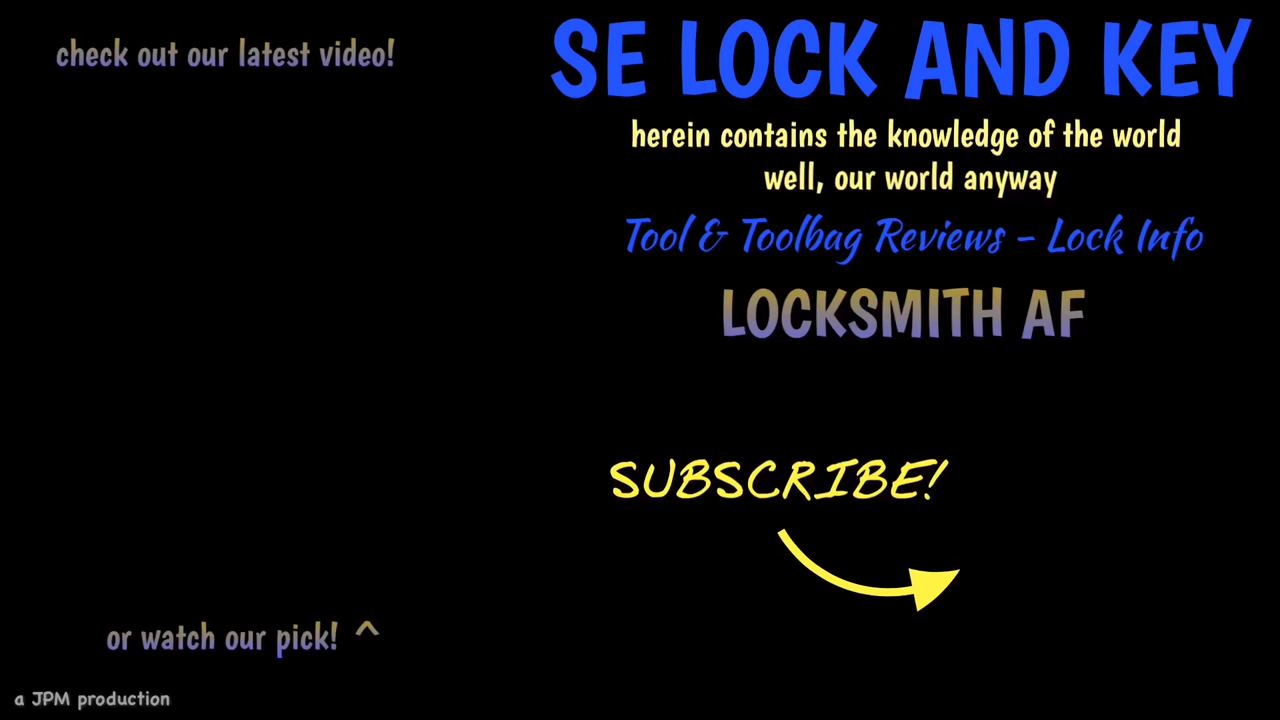 check out our latest video!
SE LOCK AND KEY
herein contains the knowledge of the world
well, our world anyway
Tool & Toolbag Reviews - Lock Info
LOCKSMITH AF
SUBSCRIBE!
or watch our pick! ^
a JPM production